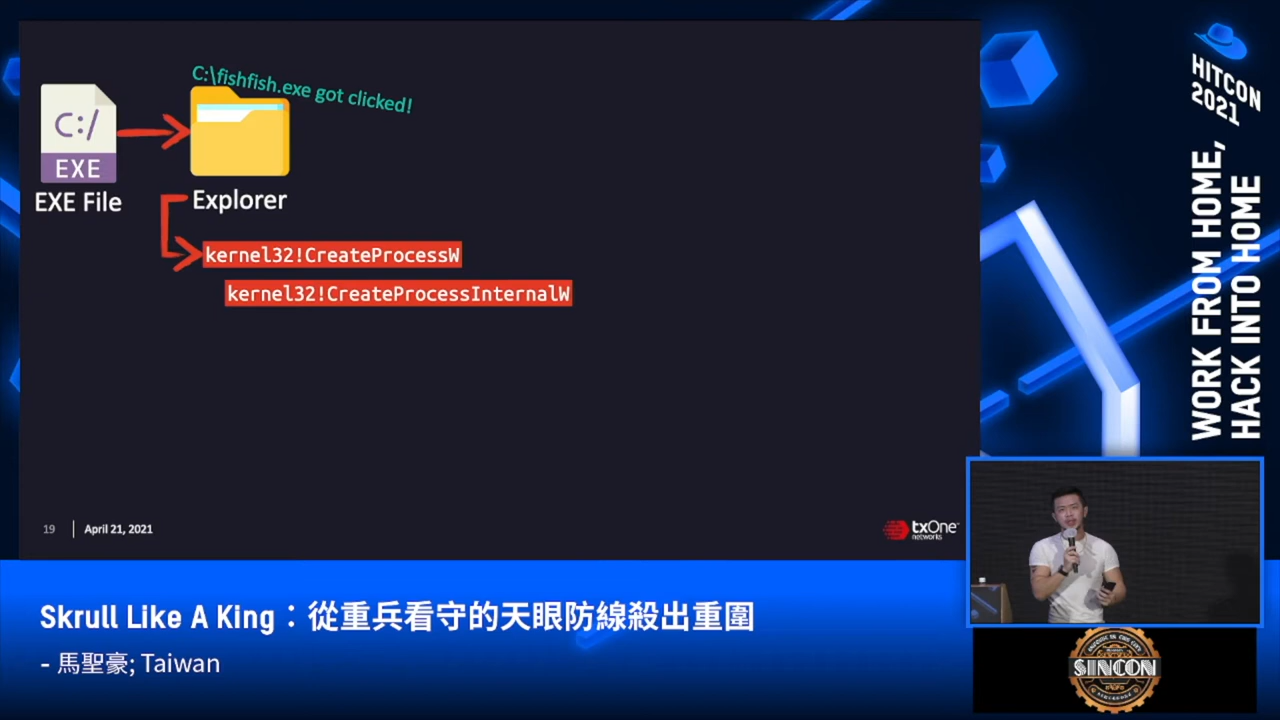 C:\fishfish.exe got clicked!
C:/
EXE
EXE File
Explorer
kernel32!CreateProcessW
kernel32!CreateProcessInternalW
19
April 21, 2021
txOne
networks
HITCON
2021
WORK FROM HOME,
HACK INTO HOME
Skrull Like A King：從重兵看守的天眼防線殺出重圍
- 馬聖豪; Taiwan
SINCON